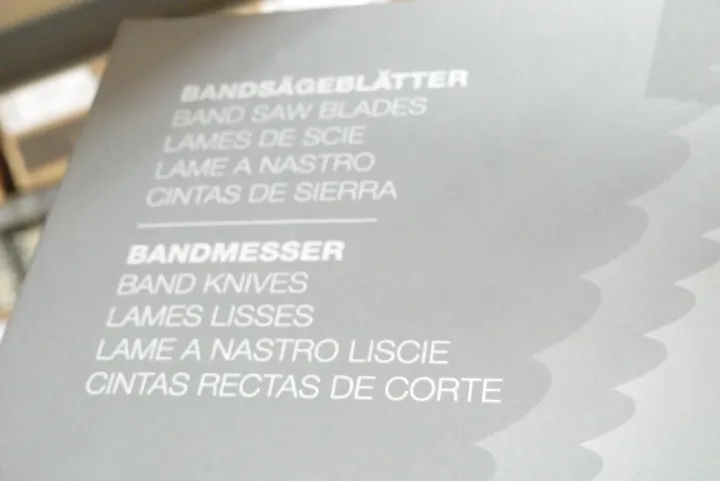 BANDSÄGEBLÄTTER
BAND SAW BLADES
LAMES DE SCIE
LAME A NASTRO
CINTAS DE SIERRA
BANDMESSER
BAND KNIVES
LAMES LISSES
LAME A NASTRO LISCIE
CINTAS RECTAS DE CORTE